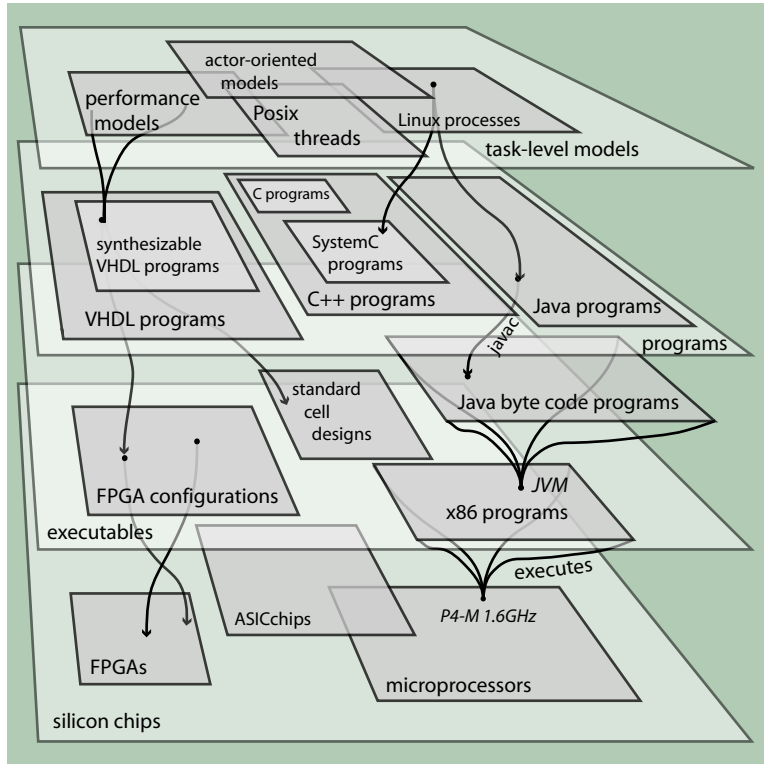 actor-oriented
models
performance
models
Posix
threads
Linux processes
task-level models
C programs
synthesizable
VHDL programs
SystemC
programs
C++ programs
Java programs
VHDL programs
programs
javac
standard
cell
designs
Java byte code programs
FPGA configurations
JVM
x86 programs
executables
executes
ASICchips
P4-M 1.6GHz
FPGAs
microprocessors
silicon chips